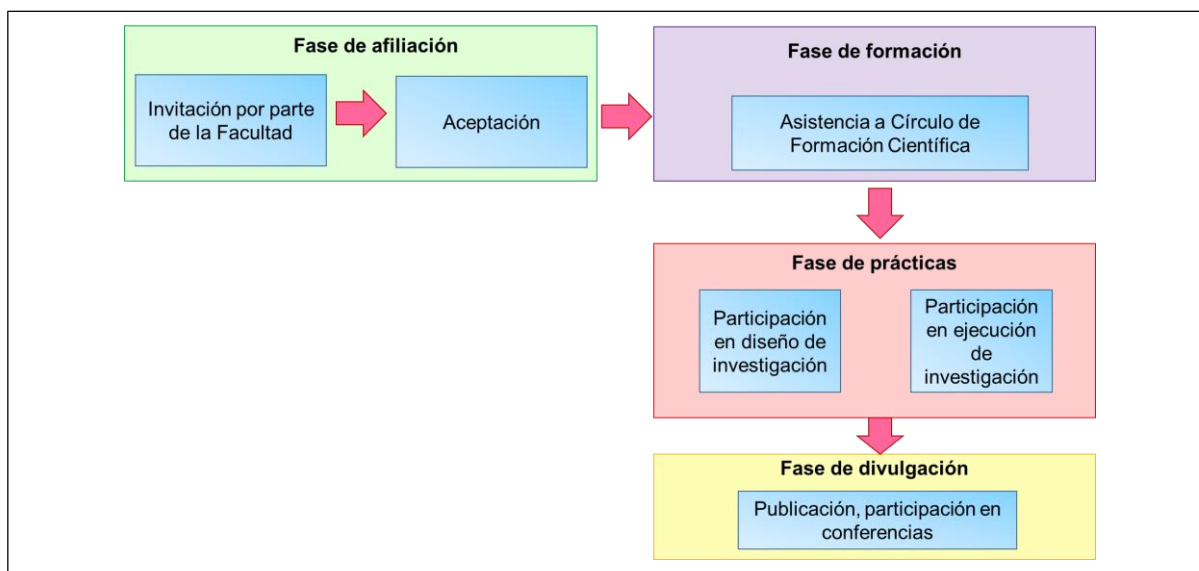 Fase de afiliación
Invitación por parte
de la Facultad
Aceptación
Fase de formación
Asistencia a Círculo de
Formación Científica
Fase de prácticas
Participación
en diseño de
investigación
Participación
en ejecución
de
investigación
Fase de divulgación
Publicación, participación en
conferencias